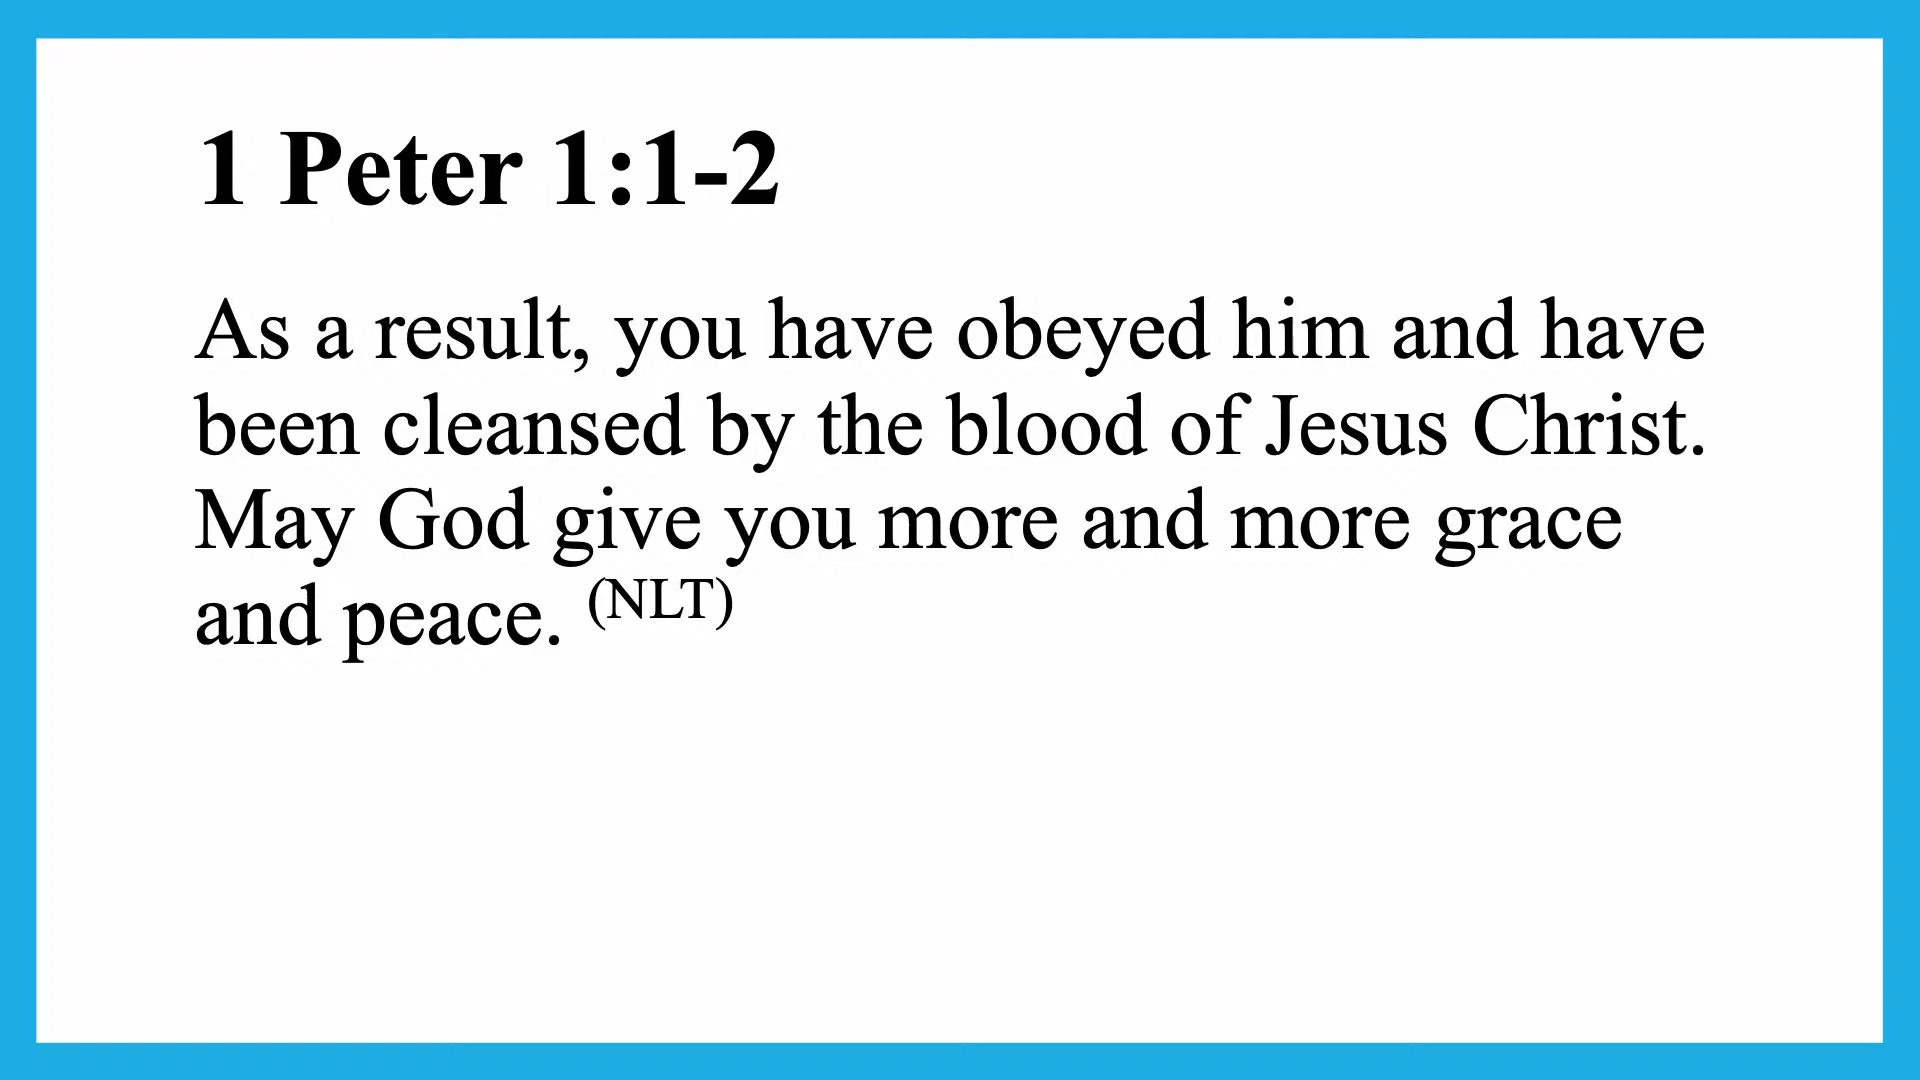 1 Peter 1:1-2
As a result, you have obeyed him and have
been cleansed by the blood of Jesus Christ.
May God give you more and more grace
and peace. (NLT)